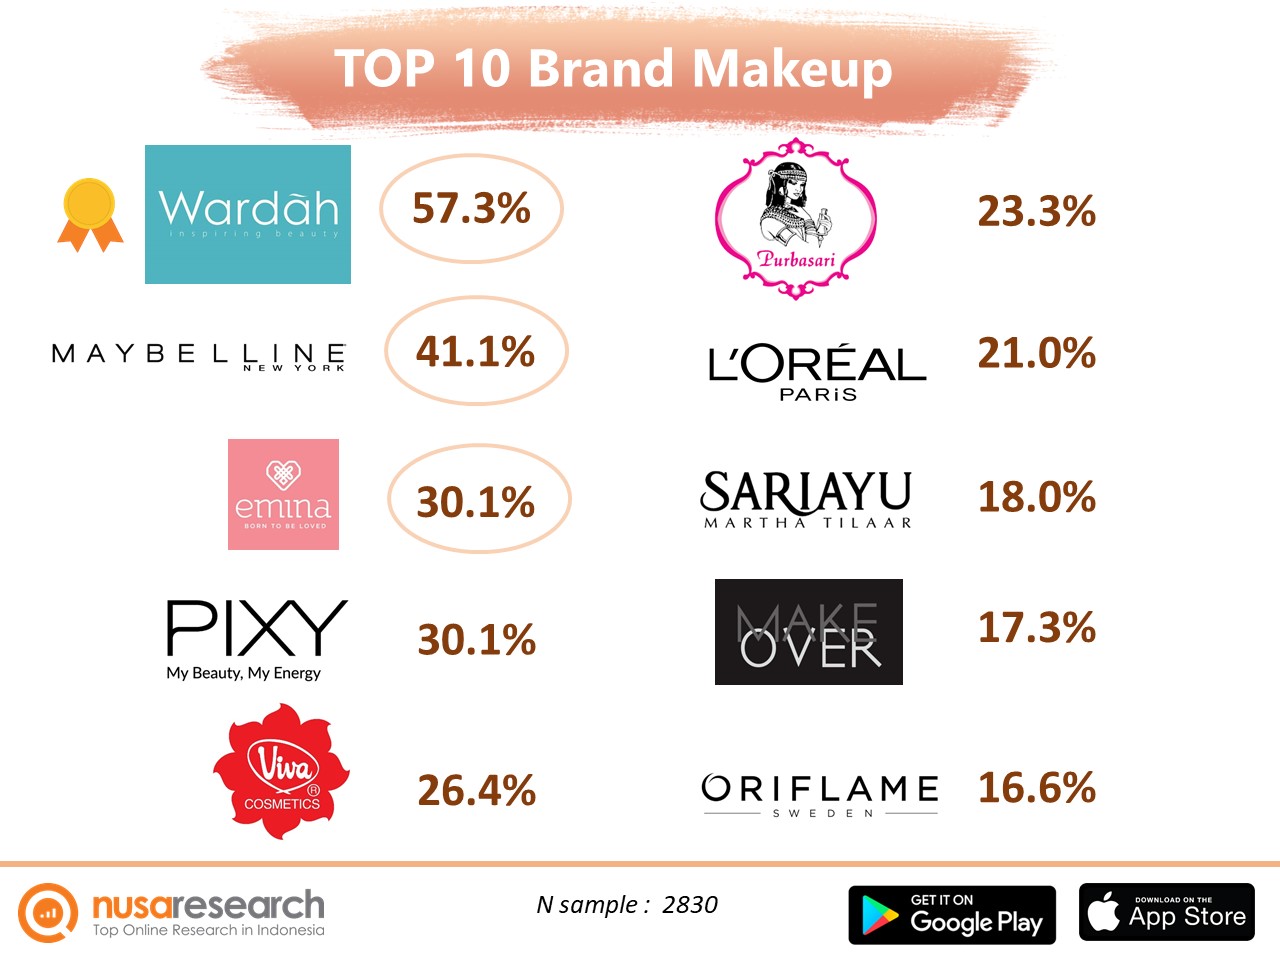 TOP 10 Brand Makeup
Wardãh
inspiring beauty
57.3%
MAYBELLINE
NEW YORK
41.1%
emina
BORN TO BE LOVED
30.1%
PIXY
My Beauty, My Energy
30.1%
Viva
COSMETICS ®
26.4%
Purbasari
23.3%
L'ORÉAL
PARiS
21.0%
SARIAYU
MARTHA TILAAR
18.0%
MAKE
OVER
17.3%
ORIFLAME
SWEDEN
16.6%
nusaresearch
Top Online Research in Indonesia
N sample : 2830
GET IT ON
Google Play
DOWNLOAD ON THE
App Store